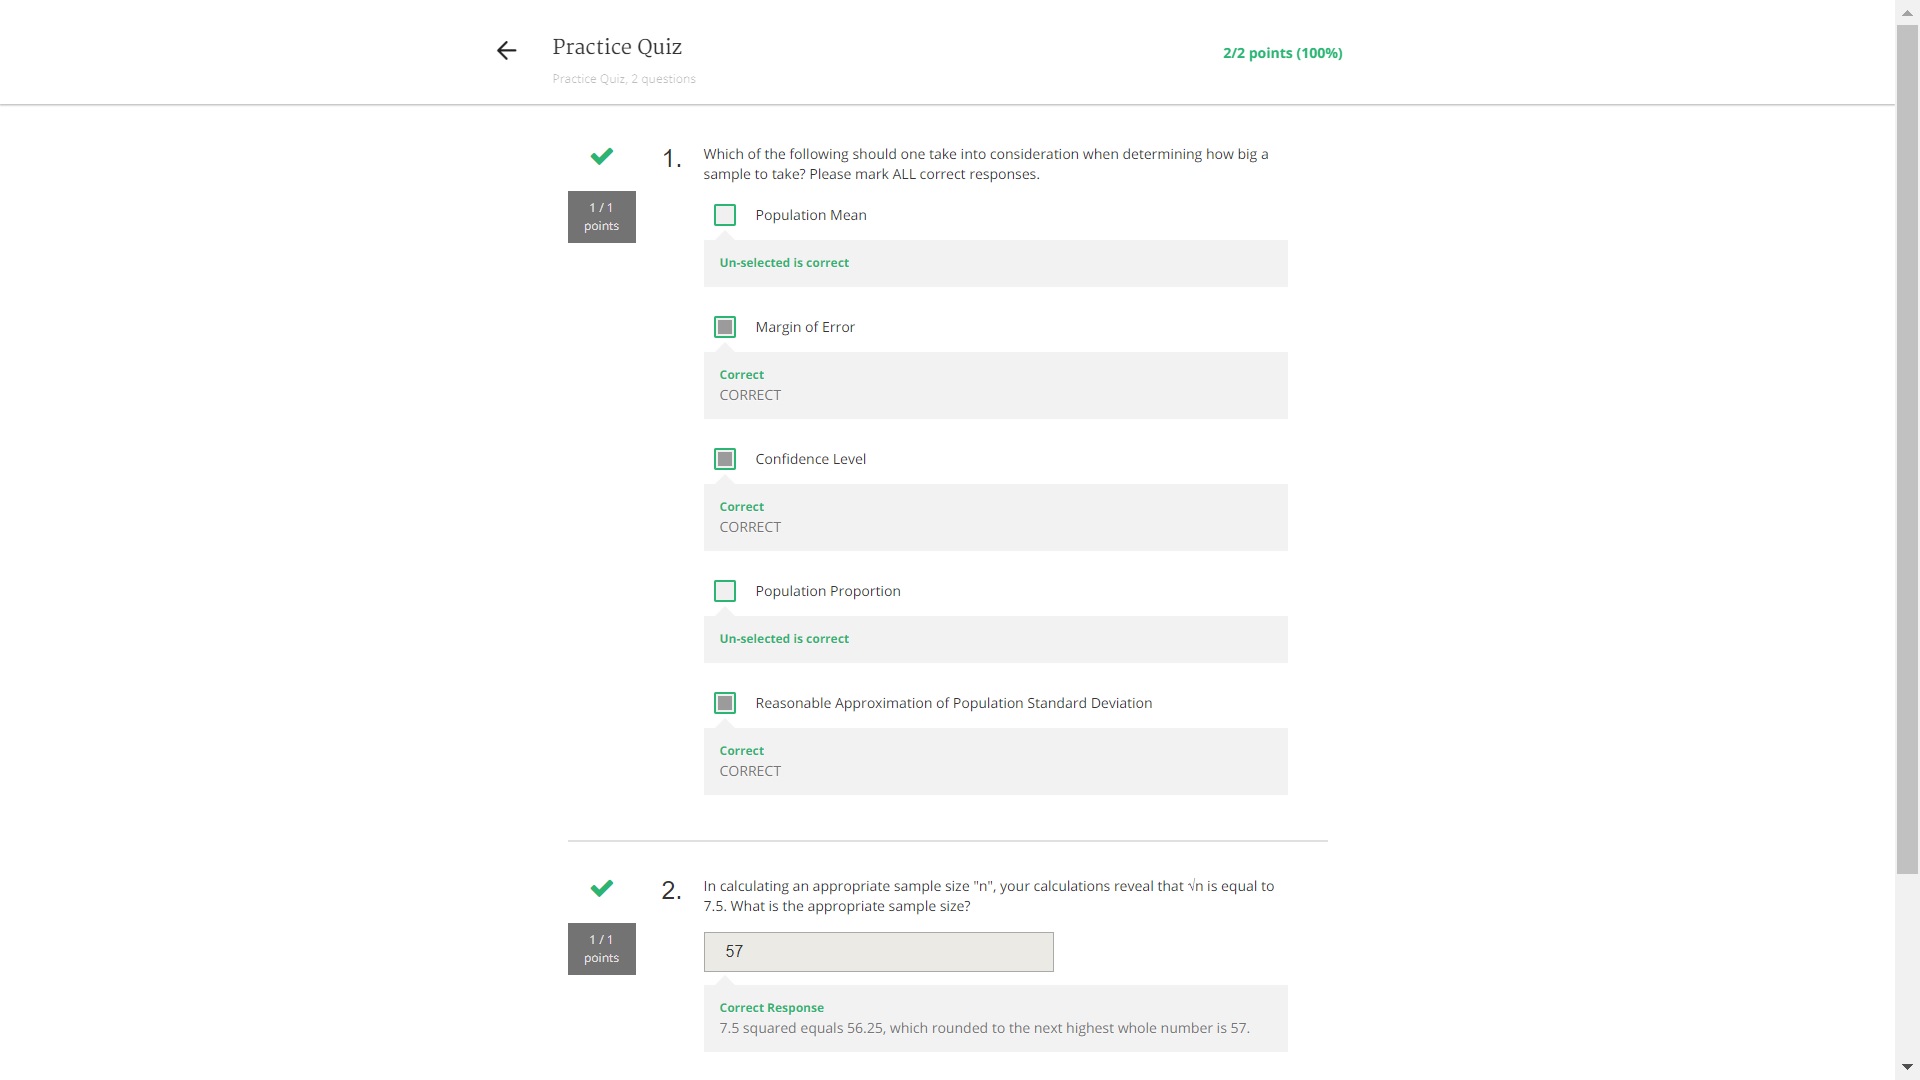 Practice Quiz
2/2 points (100%)
Practice Quiz, 2 questions
1 / 1
points
1.
Which of the following should one take into consideration when determining how big a
sample to take? Please mark ALL correct responses.
Population Mean
Un-selected is correct
Margin of Error
Correct
CORRECT
Confidence Level
Correct
CORRECT
Population Proportion
Un-selected is correct
Reasonable Approximation of Population Standard Deviation
Correct
CORRECT
1 / 1
points
2.
In calculating an appropriate sample size "n", your calculations reveal that √n is equal to
7.5. What is the appropriate sample size?
57
Correct Response
7.5 squared equals 56.25, which rounded to the next highest whole number is 57.